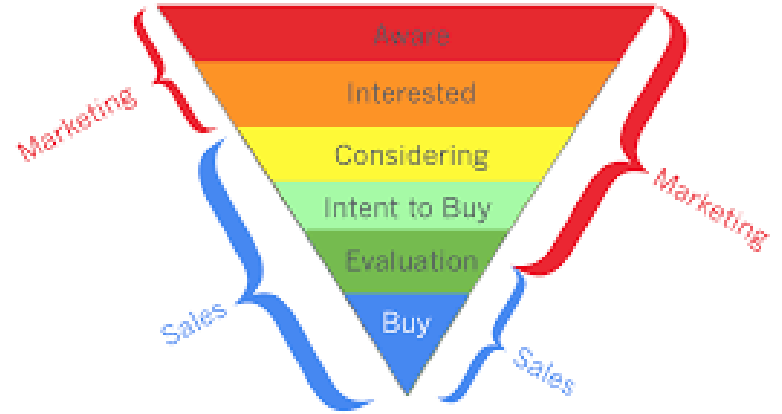 Aware
Interested
Marketing
Considering
Marketing
Intent to Buy
Evaluation
Sales
Buy
Sales